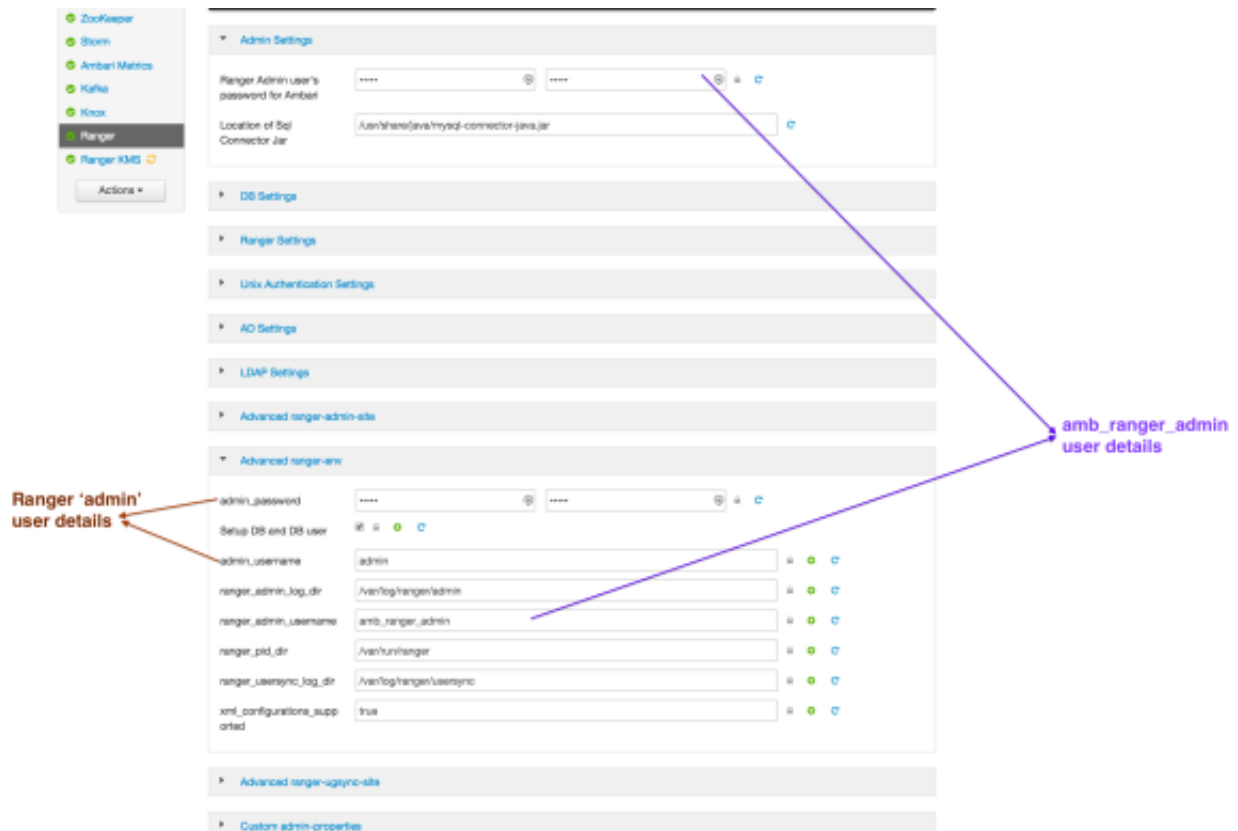 ZooKeeper
Storm
Ambari Metrics
Kafka
Knox
Ranger
Ranger KMS
Actions
Admin Settings
Ranger Admin user's
password for Ambari
•••••
•••••
Location of Sql
Connector Jar
/usr/share/java/mysql-connector-java.jar
DB Settings
Ranger Settings
Unix Authentication Settings
AD Settings
LDAP Settings
Advanced ranger-admin-site
Advanced ranger-env
amb_ranger_admin
user details
Ranger ‘admin’
user details
admin_password
•••••
•••••
Setup DB and DB user
admin_username
admin
ranger_admin_log_dir
/var/log/ranger/admin
ranger_admin_username
amb_ranger_admin
ranger_pid_dir
/var/run/ranger
ranger_usersync_log_dir
/var/log/ranger/usersync
xml_configurations_supp
orted
true
Advanced ranger-ugsync-site
Custom admin-properties